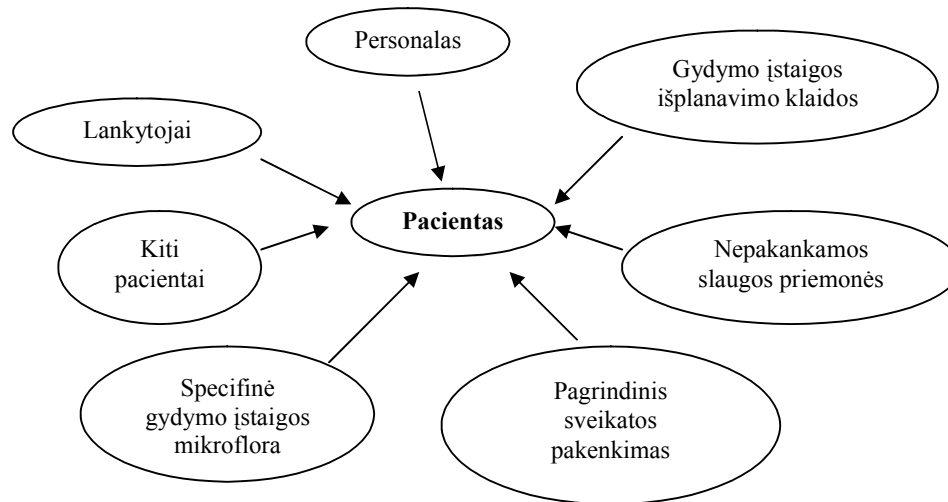 Personalas
Gydymo įstaigos
išplanavimo klaidos
Lankytojai
Pacientas
Kiti
pacientai
Nepakankamos
slaugos priemonės
Specifinė
gydymo įstaigos
mikroflora
Pagrindinis
sveikatos
pakenkimas